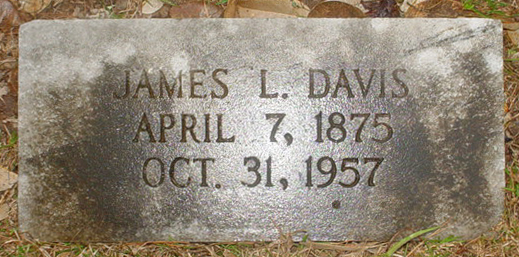 JAMES L. DAVIS
APRIL 7, 1875
OCT. 31, 1957